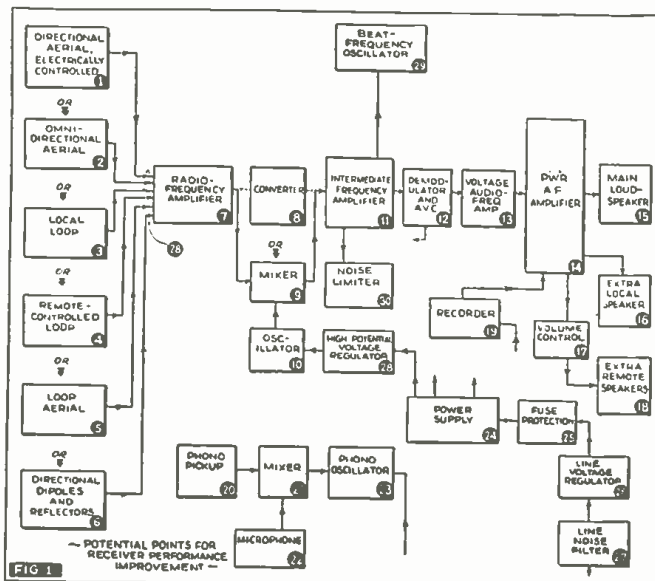 DIRECTIONAL
AERIAL,
ELECTRICALLY
CONTROLLED
1
OR
OMNI-
DIRECTIONAL
AERIAL
2
OR
LOCAL
LOOP
3
OR
REMOTE-
CONTROLLED
LOOP
4
OR
LOOP
AERIAL
5
OR
DIRECTIONAL
DIPOLES
AND
REFLECTORS
6
RADIO-
FREQUENCY
AMPLIFIER
7
28
CONVERTER
8
OR
MIXER
9
OSC-
ILLATOR
10
BEAT-
FREQUENCY
OSCILLATOR
29
INTERMEDIATE
FREQUENCY
AMPLIFIER
11
NOISE
LIMITER
30
DEMOD-
ULATOR
AND
AVC
12
VOLTAGE
AUDIO-
FREQ
AMP
13
PWR
A F
AMPLIFIER
14
MAIN
LOUD-
SPEAKER
15
EXTRA
LOCAL
SPEAKER
16
VOLUME
CONTROL
17
EXTRA
REMOTE
SPEAKERS
18
RECORDER
19
HIGH POTENTIAL
VOLTAGE
REGULATOR
28
POWER
SUPPLY
24
FUSE
PROTECTION
25
LINE
VOLTAGE
REGULATOR
26
LINE
NOISE
FILTER
27
PHONO
PICKUP
20
MIXER
MICROPHONE
22
PHONO
OSCILLATOR
23
~ POTENTIAL POINTS FOR
RECEIVER PERFORMANCE
IMPROVEMENT ~
FIG 1